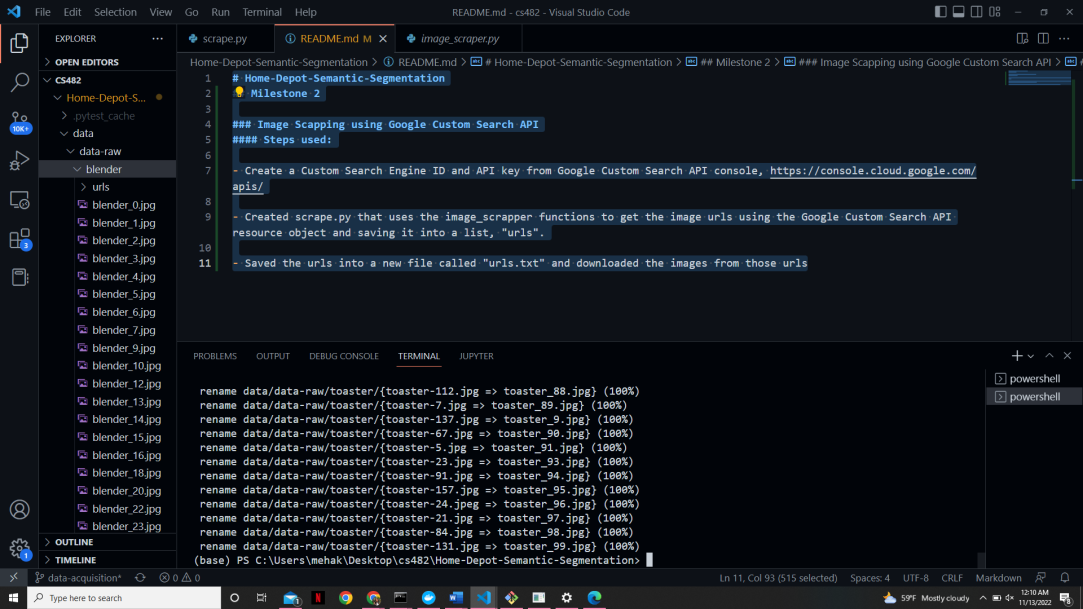 File Edit Selection View Go Run Terminal Help README.md - cs482 - Visual Studio Code
EXPLORER
OPEN EDITORS
CS482
Home-Depot-S...
.pytest_cache
data
data-raw
blender
urls
blender_0.jpg
blender_1.jpg
blender_2.jpg
blender_3.jpg
blender_4.jpg
blender_5.jpg
blender_6.jpg
blender_7.jpg
blender_9.jpg
blender_10.jpg
blender_12.jpg
blender_13.jpg
blender_14.jpg
blender_15.jpg
blender_16.jpg
blender_18.jpg
blender_20.jpg
blender_22.jpg
blender_23.jpg
OUTLINE
TIMELINE
10K+
3
1
scrape.py README.md M image_scraper.py
Home-Depot-Semantic-Segmentation > README.md > # Home-Depot-Semantic-Segmentation > ## Milestone 2 > ### Image Scapping using Google Custom Search API > #
1 # Home-Depot-Semantic-Segmentation
2 Milestone 2
3
4 ### Image Scapping using Google Custom Search API
5 #### Steps used:
6
7 - Create a Custom Search Engine ID and API key from Google Custom Search API console, https://console.cloud.google.com/
apis/
8
9 - Created scrape.py that uses the image_scrapper functions to get the image urls using the Google Custom Search API
resource object and saving it into a list, "urls".
10
11 - Saved the urls into a new file called "urls.txt" and downloaded the images from those urls
PROBLEMS OUTPUT DEBUG CONSOLE TERMINAL JUPYTER
rename data/data-raw/toaster/{toaster-112.jpg => toaster_88.jpg} (100%)
rename data/data-raw/toaster/{toaster-7.jpg => toaster_89.jpg} (100%)
rename data/data-raw/toaster/{toaster-137.jpg => toaster_9.jpg} (100%)
rename data/data-raw/toaster/{toaster-67.jpg => toaster_90.jpg} (100%)
rename data/data-raw/toaster/{toaster-5.jpg => toaster_91.jpg} (100%)
rename data/data-raw/toaster/{toaster-23.jpg => toaster_93.jpg} (100%)
rename data/data-raw/toaster/{toaster-91.jpg => toaster_94.jpg} (100%)
rename data/data-raw/toaster/{toaster-157.jpg => toaster_95.jpg} (100%)
rename data/data-raw/toaster/{toaster-24.jpeg => toaster_96.jpg} (100%)
rename data/data-raw/toaster/{toaster-21.jpg => toaster_97.jpg} (100%)
rename data/data-raw/toaster/{toaster-84.jpg => toaster_98.jpg} (100%)
rename data/data-raw/toaster/{toaster-131.jpg => toaster_99.jpg} (100%)
(base) PS C:\Users\mehak\Desktop\cs482\Home-Depot-Semantic-Segmentation>
powershell
powershell
data-acquisition* 0 0 Ln 11, Col 93 (515 selected) Spaces: 4 UTF-8 CRLF Markdown
Type here to search
59°F Mostly cloudy
12:10 AM
11/13/2022